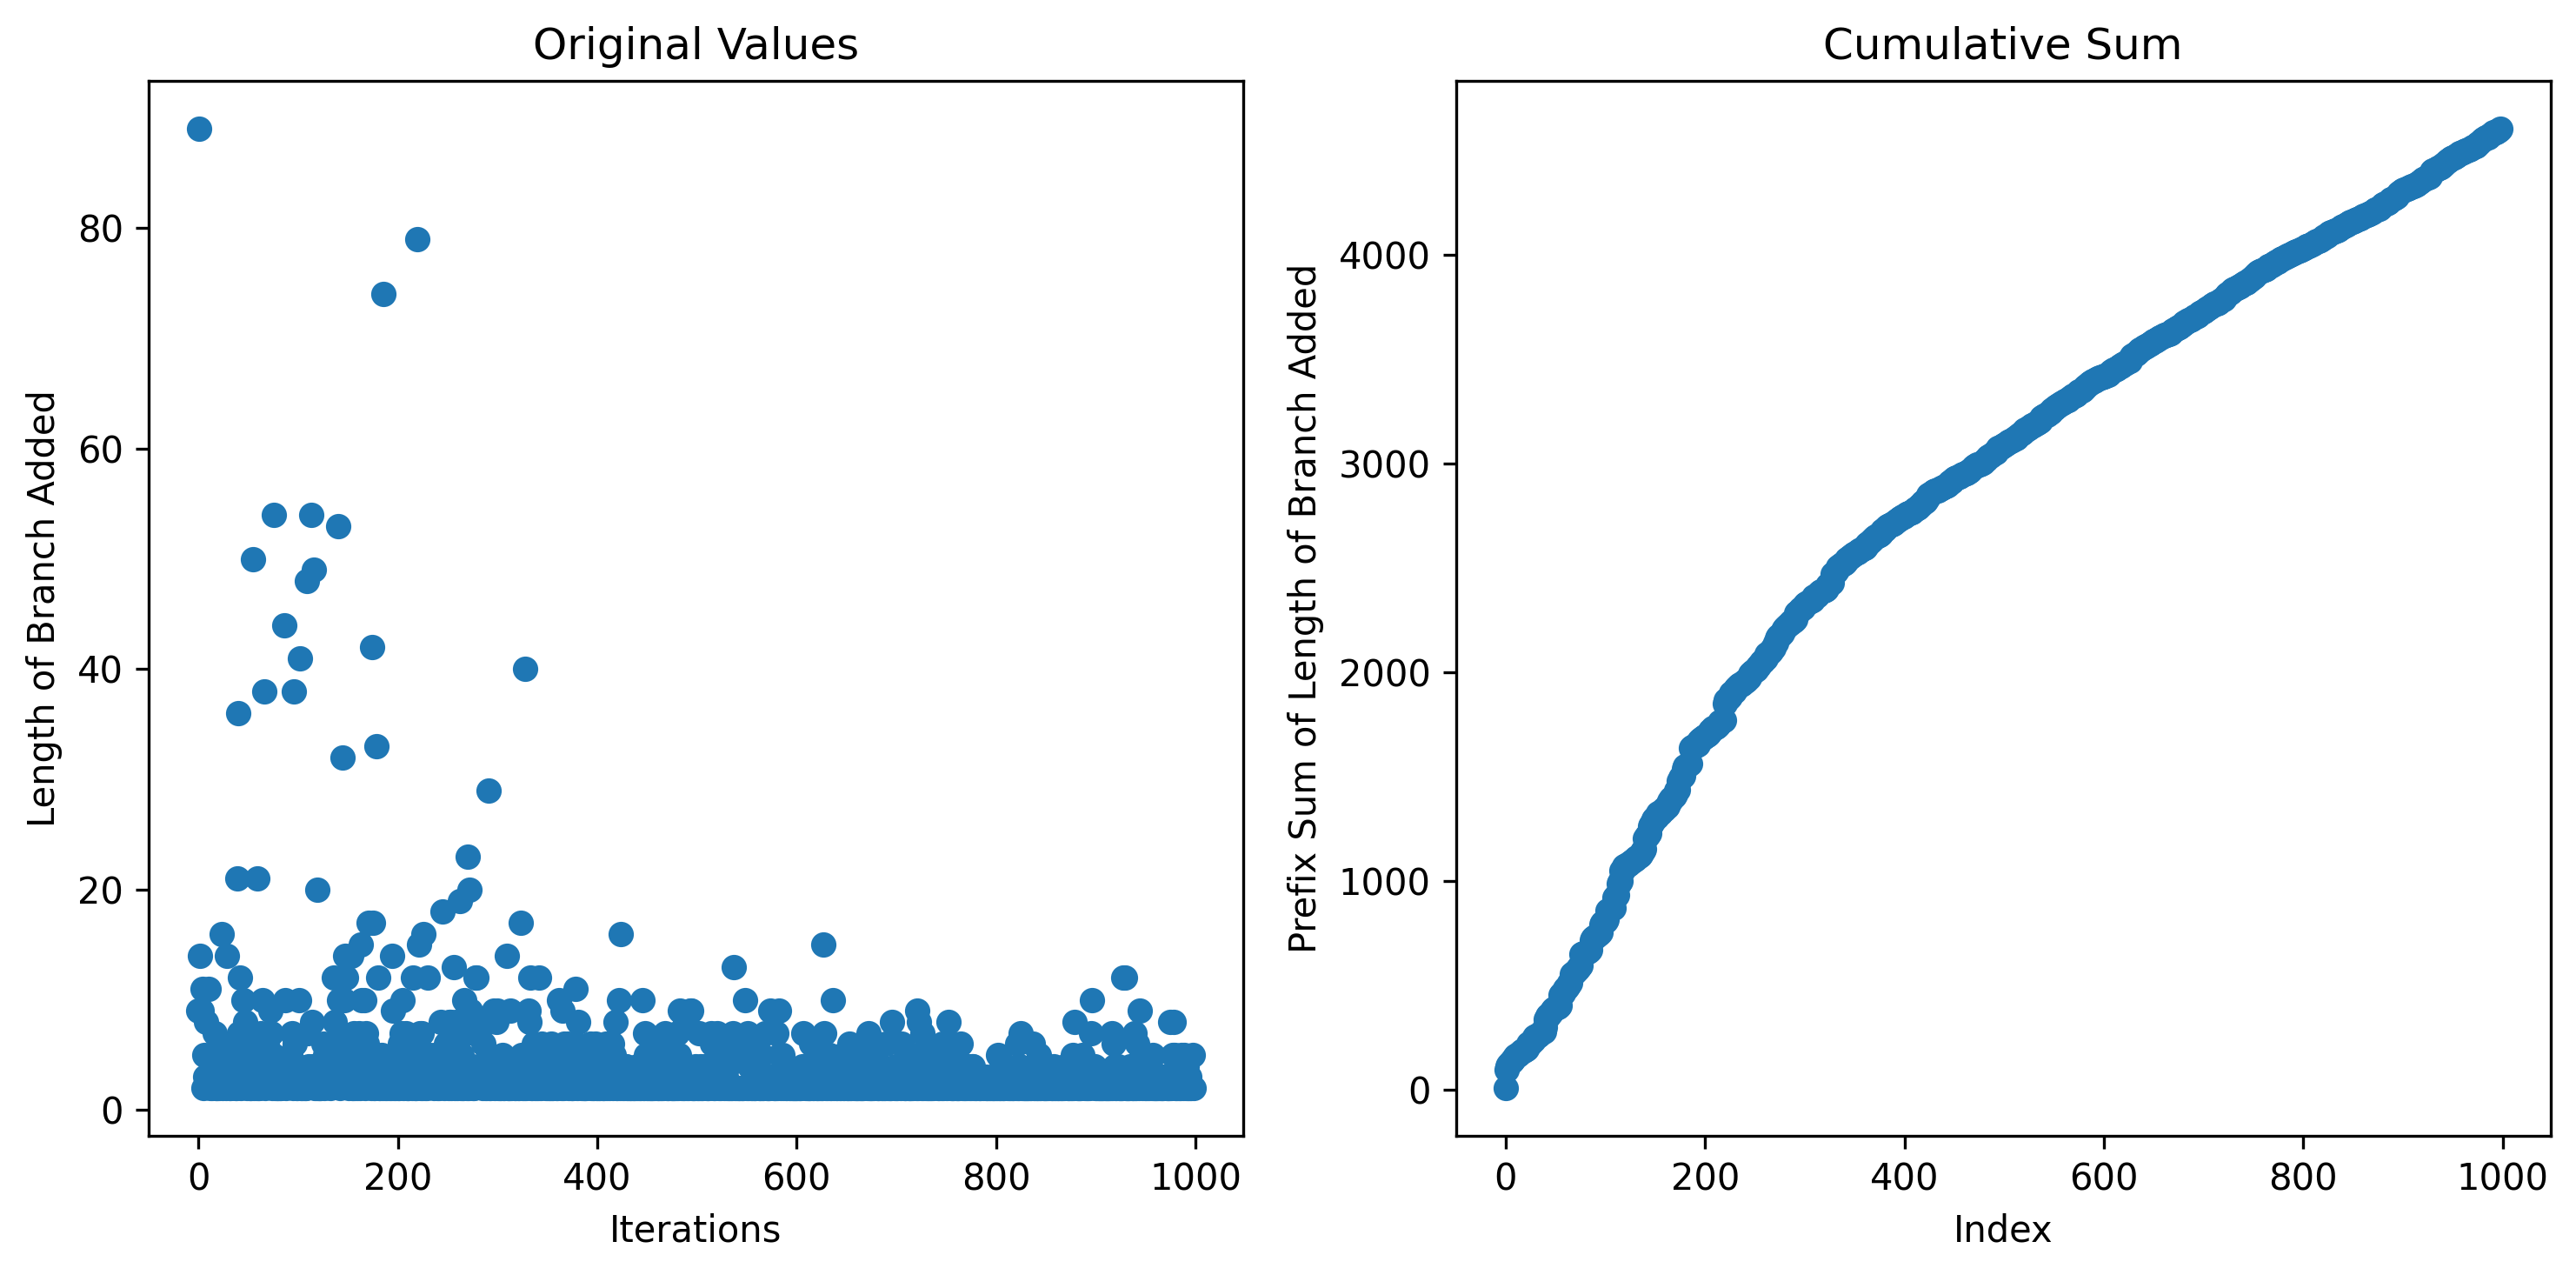 Original Values
Length of Branch Added
80
60
40
20
0
0 200 400 600 800 1000
Iterations
Cumulative Sum
Prefix Sum of Length of Branch Added
4000
3000
2000
1000
0
0 200 400 600 800 1000
Index